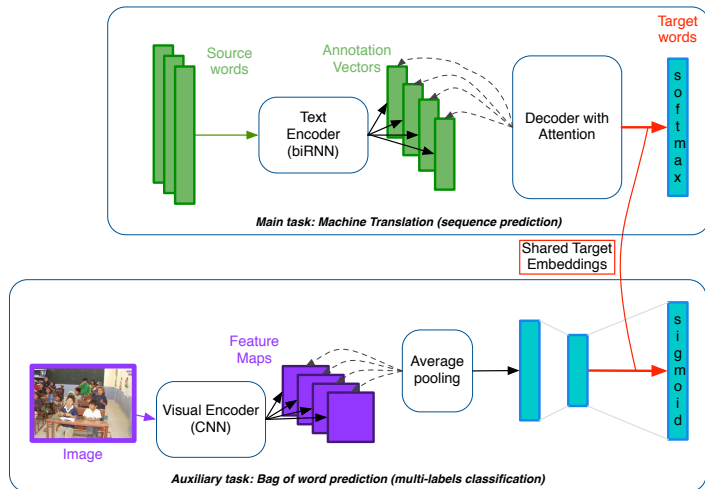 Target
words
Source
words
Annotation
Vectors
Text
Encoder
(biRNN)
Decoder with
Attention
softmax
Main task: Machine Translation (sequence prediction)
Shared Target
Embeddings
Feature
Maps
Average
pooling
Visual Encoder
(CNN)
sigmoid
Image
Auxiliary task: Bag of word prediction (multi-labels classification)